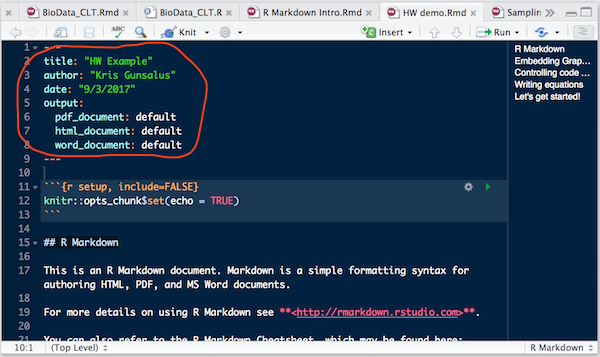 BioData_CLT.Rmd
BioData_CLT.R
R Markdown Intro.Rmd
HW demo.Rmd
Samplin
ABC
Knit
Insert
Run
1 ---
2 title: "HW Example"
3 author: "Kris Gunsalus"
4 date: "9/3/2017"
5 output:
6 pdf_document: default
7 html_document: default
8 word_document: default
9 ---
10
11 ```{r setup, include=FALSE}
12 knitr::opts_chunk$set(echo = TRUE)
13 ```
14
15 ## R Markdown
16
17 This is an R Markdown document. Markdown is a simple formatting syntax for
authoring HTML, PDF, and MS Word documents.
18
19 For more details on using R Markdown see **<http://rmarkdown.rstudio.com>**.
20
21 You can also refer to the R Markdown Cheatsheet, which may be found here:
R Markdown
Embedding Grap...
Controlling code ...
Writing equations
Let's get started!
10:1
(Top Level)
R Markdown